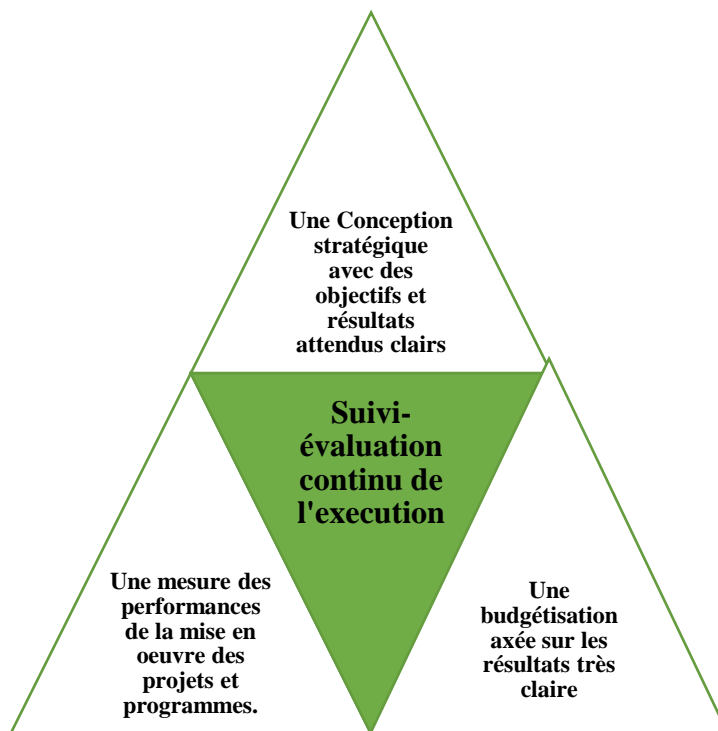 Une Conception
stratégique
avec des
objectifs et
résultats
attendus clairs
Suivi-
évaluation
continu de
l'execution
Une mesure des
performances
de la mise en
oeuvre des
projets et
programmes.
Une
budgétisation
axée sur les
résultats très
claire